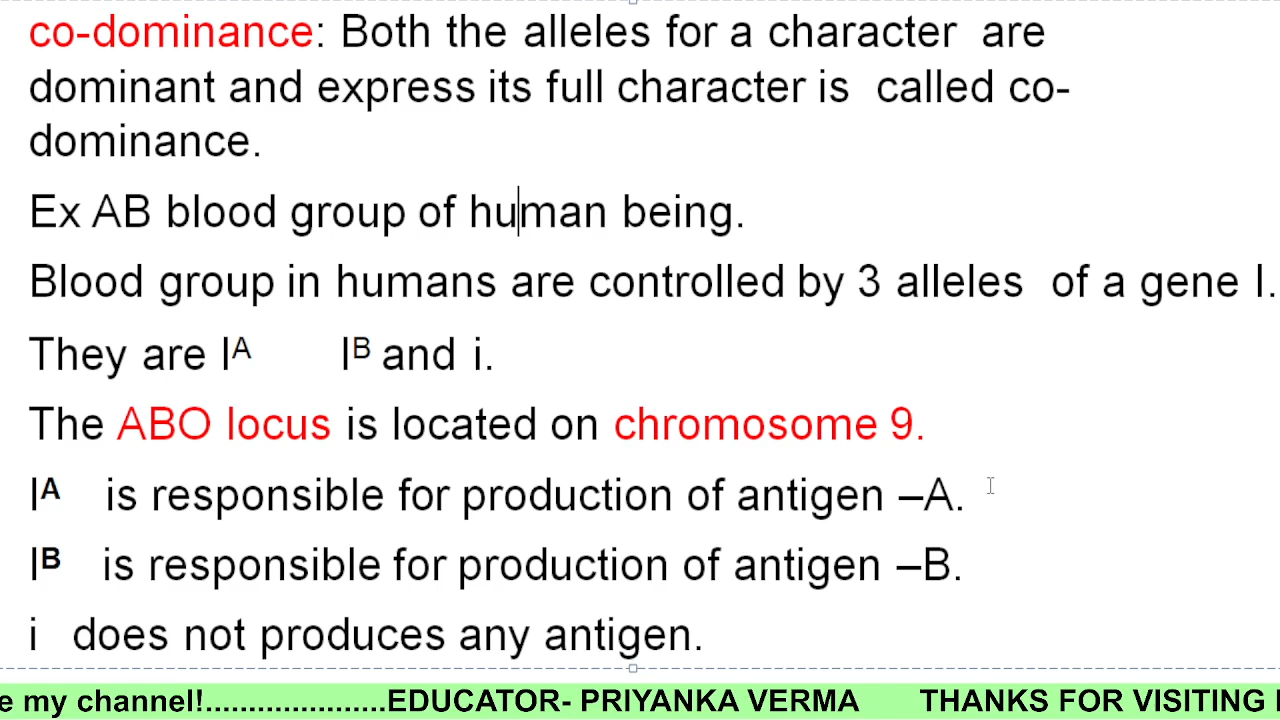 co-dominance: Both the alleles for a character are
dominant and express its full character is called co-
dominance.
Ex AB blood group of human being.
Blood group in humans are controlled by 3 alleles of a gene I.
They are Iᴬ Iᴮ and i.
The ABO locus is located on chromosome 9.
Iᴬ is responsible for production of antigen –A.
Iᴮ is responsible for production of antigen –B.
i does not produces any antigen.
e my channel!.....................EDUCATOR- PRIYANKA VERMA THANKS FOR VISITING